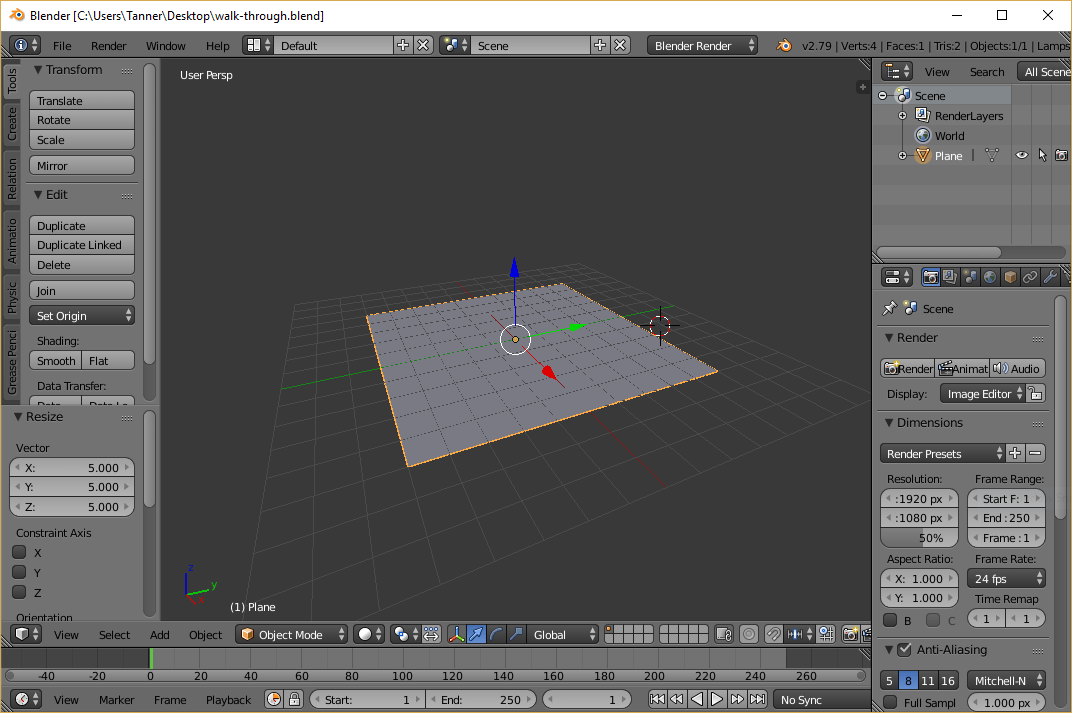 Blender [C:\Users\Tanner\Desktop\walk-through.blend]
File Render Window Help Default Scene Blender Render v2.79 | Verts:4 | Faces:1 | Tris:2 | Objects:1/1 | Lamps
Tools
Create
Relation
Animatio
Physic
Grease Penci
Transform
Translate
Rotate
Scale
Mirror
Edit
Duplicate
Duplicate Linked
Delete
Join
Set Origin
Shading:
Smooth Flat
Data Transfer:
Resize
Vector
X: 5.000
Y: 5.000
Z: 5.000
Constraint Axis
X
Y
Z
Orientation
User Persp
z
y
(1) Plane
View Select Add Object Object Mode Global
-40 -20 0 20 40 60 80 100 120 140 160 180 200 220 240 260
View Marker Frame Playback Start: 1 End: 250 1 No Sync
View Search All Scene
Scene
RenderLayers
World
Plane
Scene
Render
Render Animat Audio
Display: Image Editor
Dimensions
Render Presets
Resolution: Frame Range:
:1920 px Start F: 1
:1080 px End :250
50% Frame : 1
Aspect Ratio: Frame Rate:
X: 1.000 24 fps
Y: 1.000 Time Remap
B C 1 1
Anti-Aliasing
5 8 11 16 Mitchell-N
Full Sampl 1.000 px